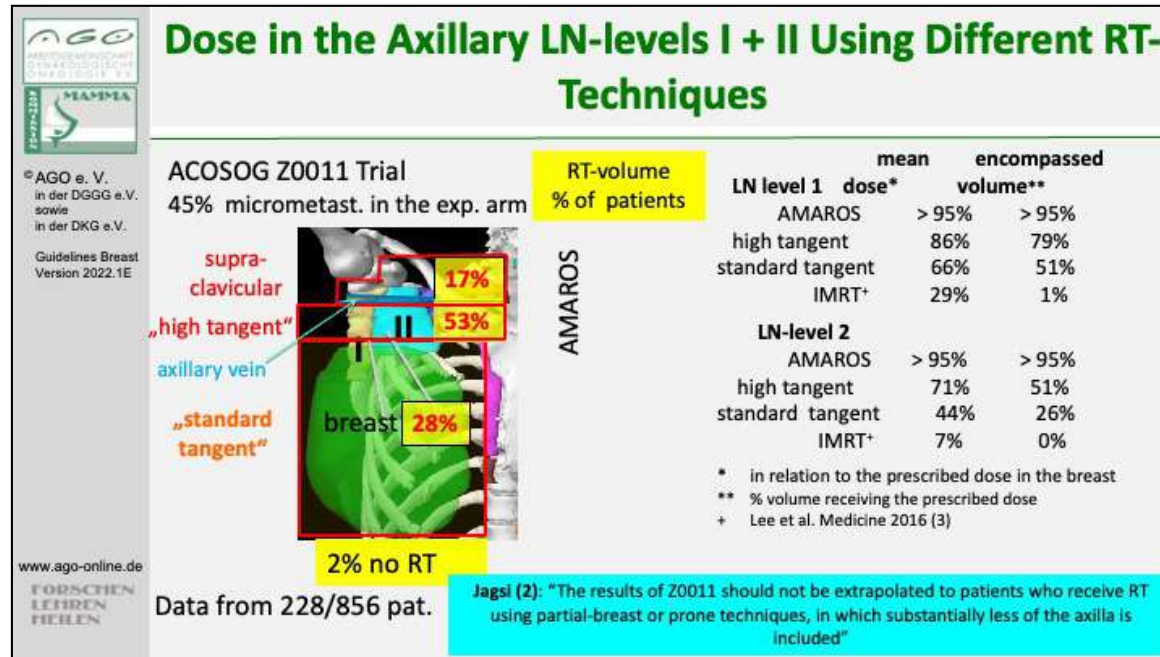 Dose in the Axillary LN-levels I + II Using Different RT-
Techniques
AGO
ARBEITSGEMEINSCHAFT
GYNÄKOLOGISCHE
ONKOLOGIE E.V.
MAMMA
© AGO e. V.
in der DGGG e.V.
sowie
in der DKG e.V.
Guidelines Breast
Version 2022.1E
www.ago-online.de
FORSCHEN
LEHREN
HEILEN
ACOSOG Z0011 Trial
45% micrometast. in the exp. arm
RT-volume
% of patients
supra-
clavicular
„high tangent“
axillary vein
„standard
tangent“
17%
53%
I
II
breast
28%
2% no RT
Data from 228/856 pat.
AMAROS
mean encompassed
LN level 1 dose* volume**
AMAROS > 95% > 95%
high tangent 86% 79%
standard tangent 66% 51%
IMRT+ 29% 1%
LN-level 2
AMAROS > 95% > 95%
high tangent 71% 51%
standard tangent 44% 26%
IMRT+ 7% 0%
* in relation to the prescribed dose in the breast
** % volume receiving the prescribed dose
+ Lee et al. Medicine 2016 (3)
Jagsi (2): “The results of Z0011 should not be extrapolated to patients who receive RT
using partial-breast or prone techniques, in which substantially less of the axilla is
included”